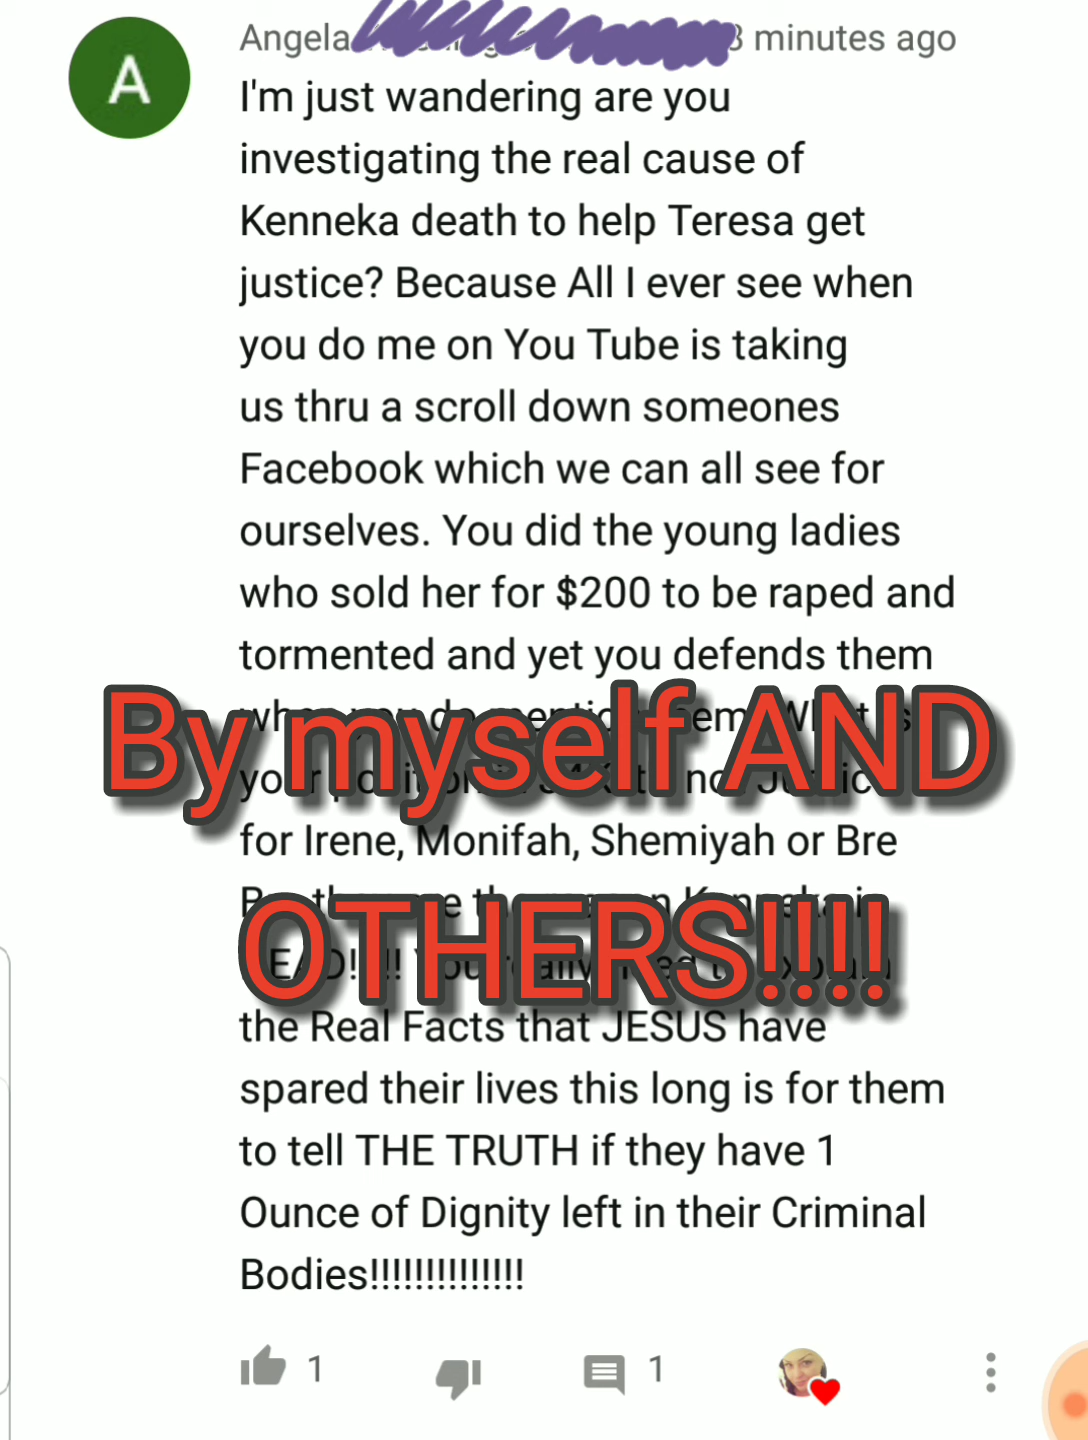 A
Angela
3 minutes ago
I'm just wandering are you
investigating the real cause of
Kenneka death to help Teresa get
justice? Because All I ever see when
you do me on You Tube is taking
us thru a scroll down someones
Facebook which we can all see for
ourselves. You did the young ladies
who sold her for $200 to be raped and
tormented and yet you defends them
By myself AND
for Irene, Monifah, Shemiyah or Bre
OTHERS!!!!
the Real Facts that JESUS have
spared their lives this long is for them
to tell THE TRUTH if they have 1
Ounce of Dignity left in their Criminal
Bodies!!!!!!!!!!!!!!
1
1